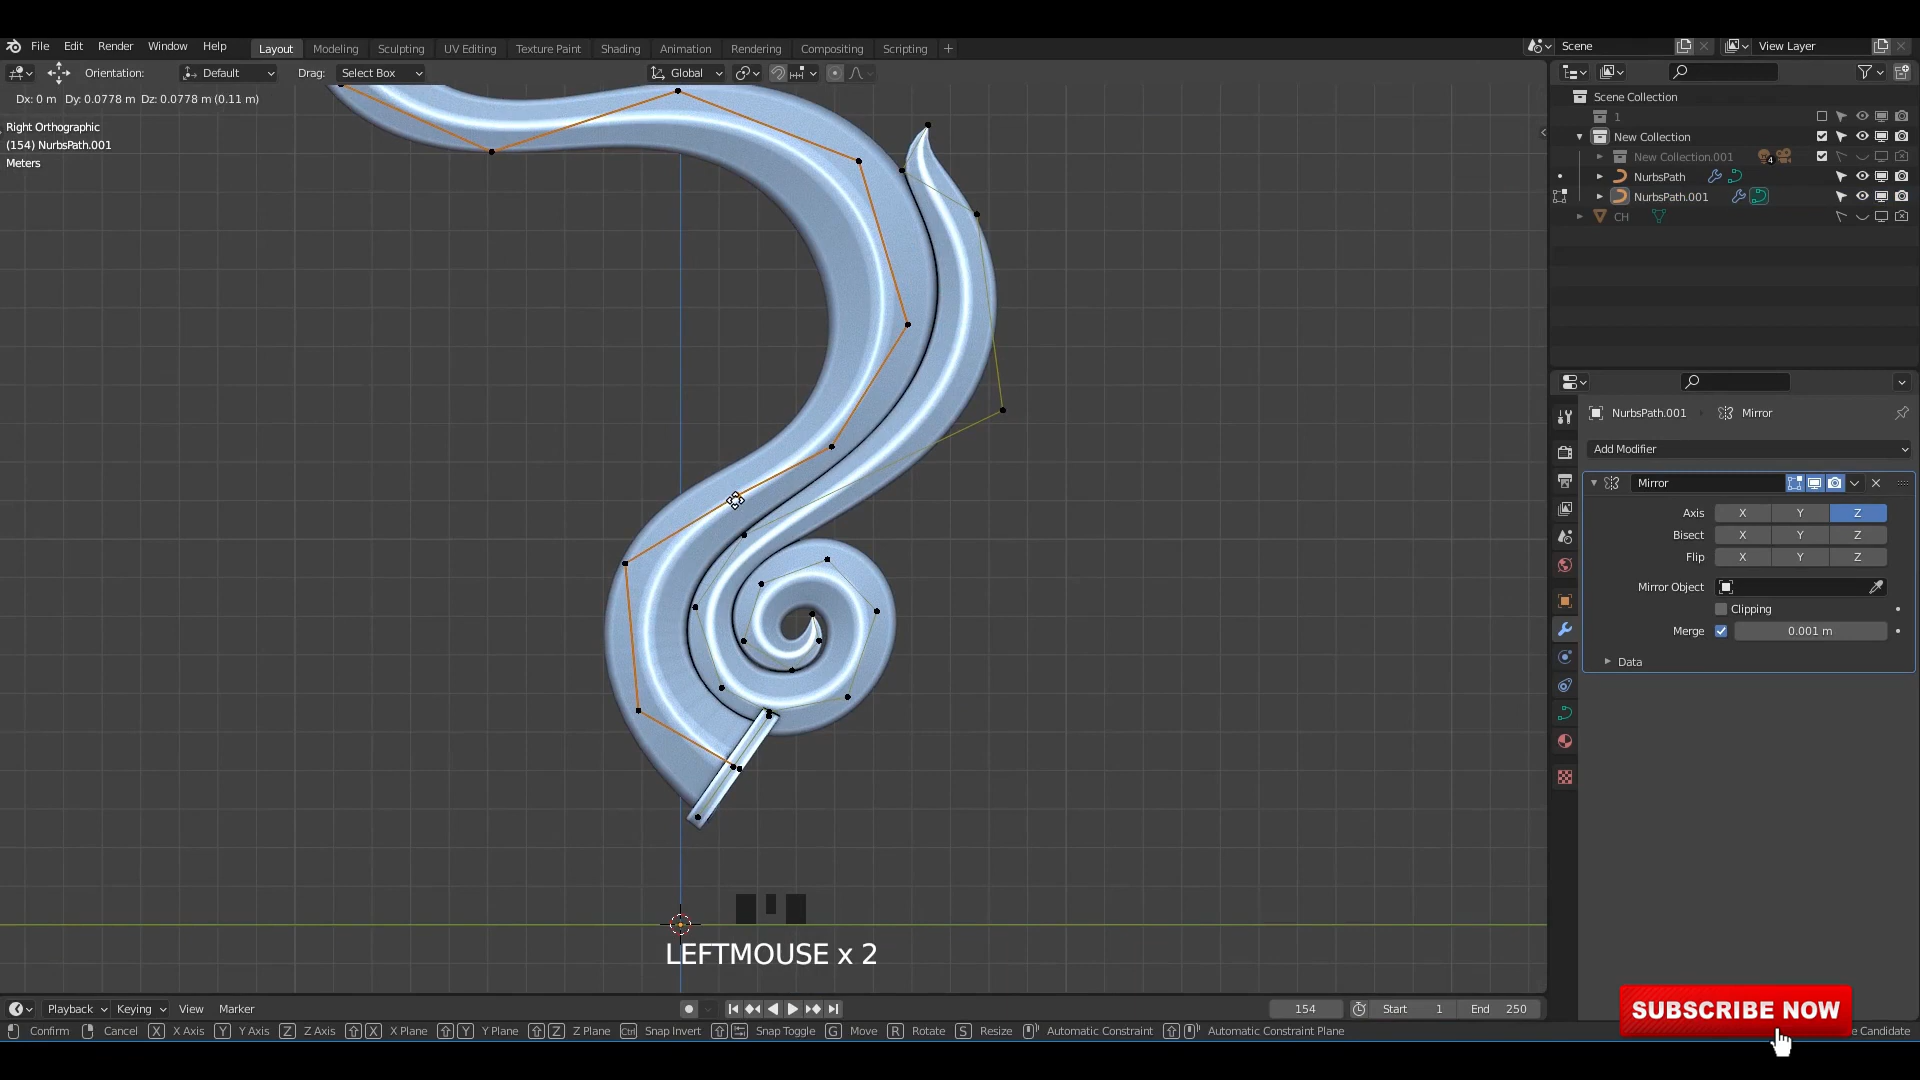 File Edit Render Window Help Layout Modeling Sculpting UV Editing Texture Paint Shading Animation Rendering Compositing Scripting + Scene View Layer
Orientation: Default Drag: Select Box Global
Dx: 0 m Dy: 0.0778 m Dz: 0.0778 m (0.11 m)
Right Orthographic
(154) NurbsPath.001
Meters
Scene Collection
1
New Collection
New Collection.001 4
NurbsPath
NurbsPath.001
CH
NurbsPath.001 Mirror
Add Modifier
Mirror
Axis X Y Z
Bisect X Y Z
Flip X Y Z
Mirror Object
Clipping
Merge 0.001 m
Data
LEFTMOUSE x 2
Playback Keying View Marker 154 Start 1 End 250
SUBSCRIBE NOW
Confirm Cancel X X Axis Y Y Axis Z Z Axis X X Plane Y Y Plane Z Z Plane Ctrl Snap Invert Snap Toggle G Move R Rotate S Resize Automatic Constraint Automatic Constraint Plane e Candidate